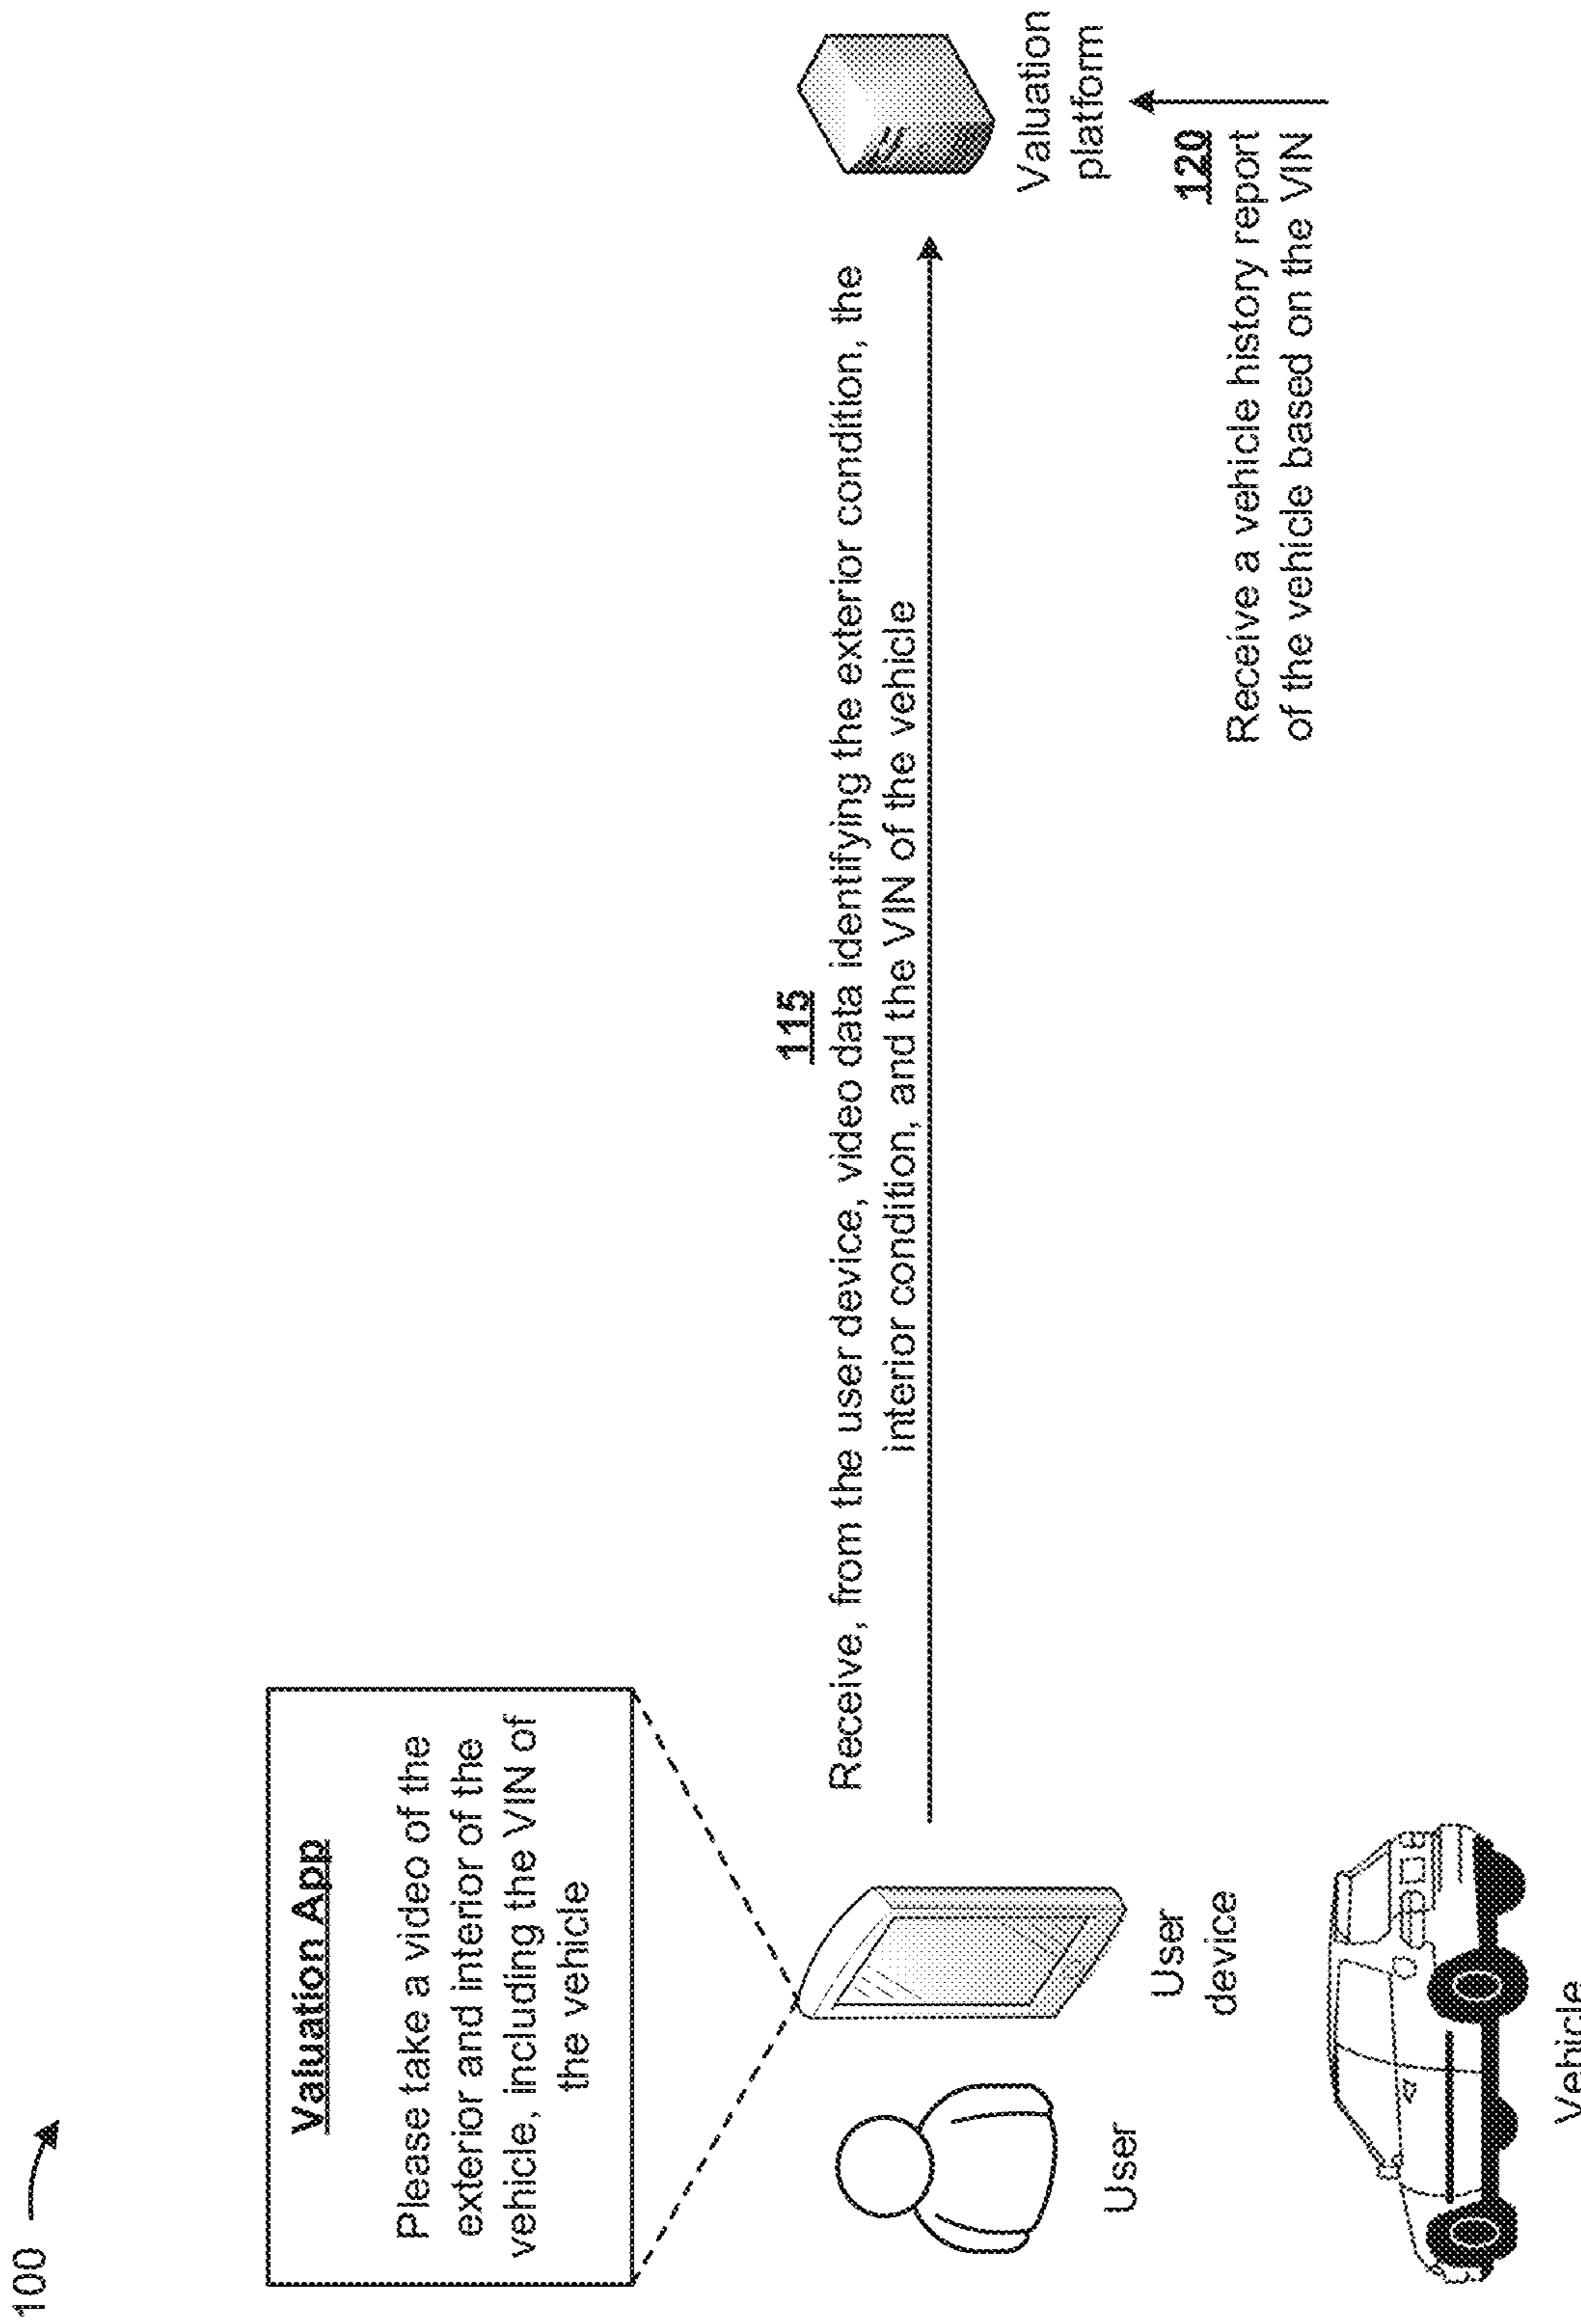 100
Valuation App
Please take a video of the
exterior and interior of the
vehicle, including the VIN of
the vehicle
115
Receive, from the user device, video data identifying the exterior condition, the
interior condition, and the VIN of the vehicle
User
User
device
Valuation
platform
120
Receive a vehicle history report
of the vehicle based on the VIN
Vehicle